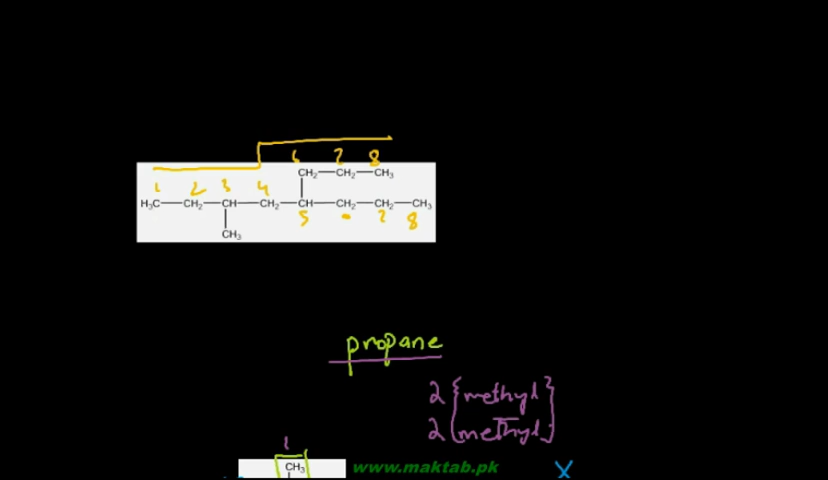 6 7 8
CH₂—CH₂—CH₃
1 2 3 4
H₃C—CH₂—CH—CH₂—CH—CH₂—CH₂—CH₃
5 7 8
CH₃
propane
2 {methyl}
2 (methyl)
1
CH₃
www.maktab.pk
X